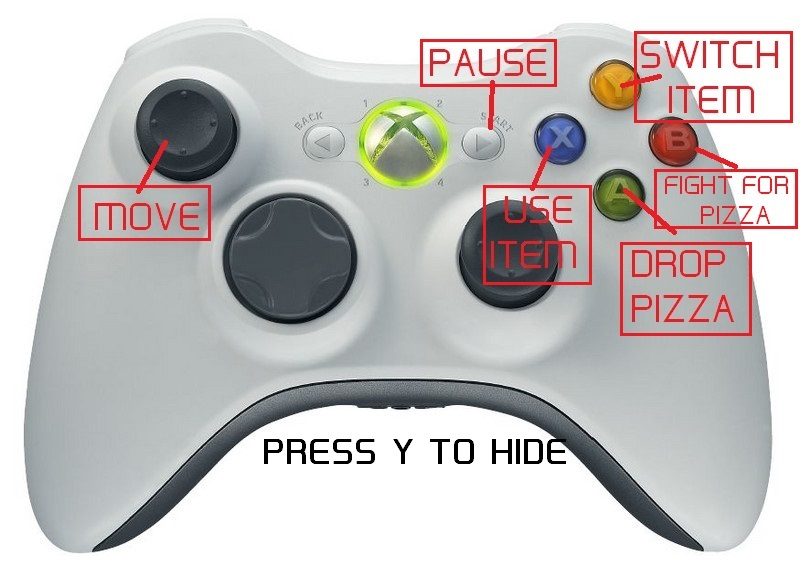 PAUSE
SWITCH
ITEM
Y
BACK
1
2
START
X
B
MOVE
3
4
USE
ITEM
A
FIGHT FOR
PIZZA
DROP
PIZZA
PRESS Y TO HIDE